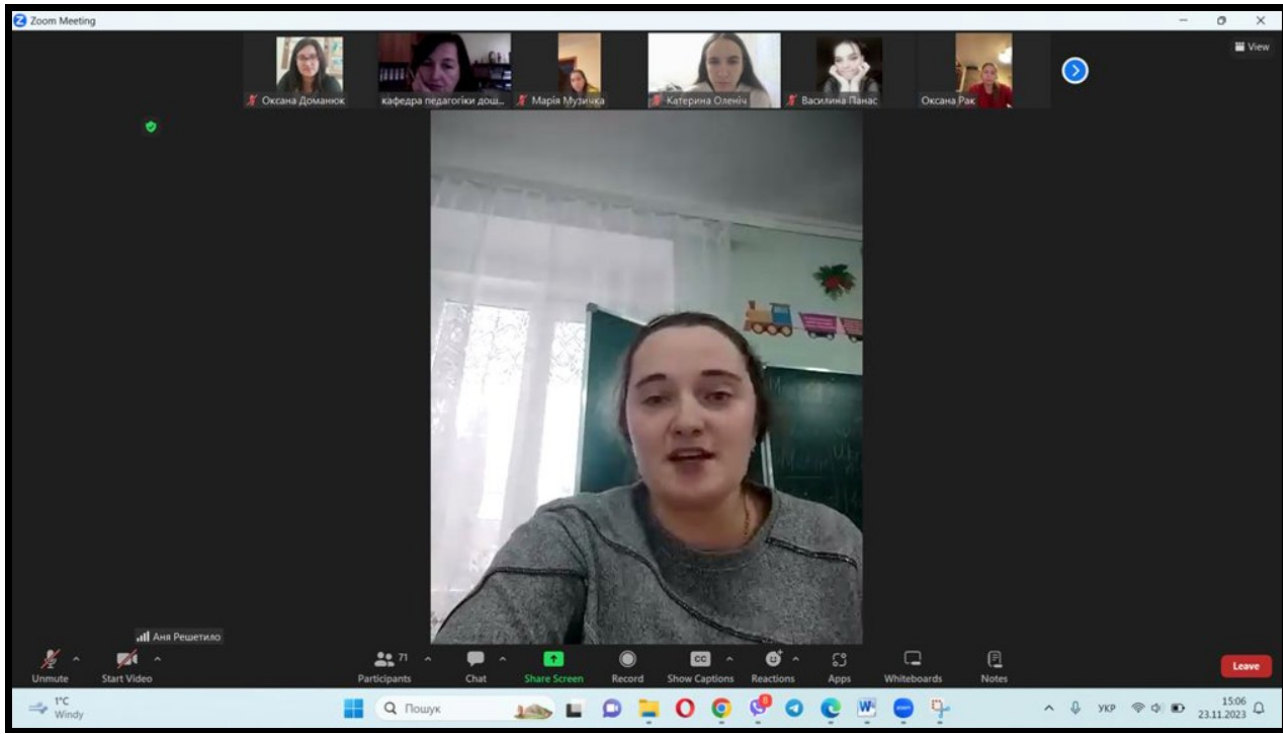 Zoom Meeting
View
Оксана Доманюк
кафедра педагогіки дош...
Марія Музичка
Катерина Оленіч
Василина Панас
Оксана Рак
Аня Решетило
71
CC
Unmute
Start Video
Participants
Chat
Share Screen
Record
Show Captions
Reactions
Apps
Whiteboards
Notes
Leave
1°C
Windy
Пошук
8
УКР
15:06
23.11.2023